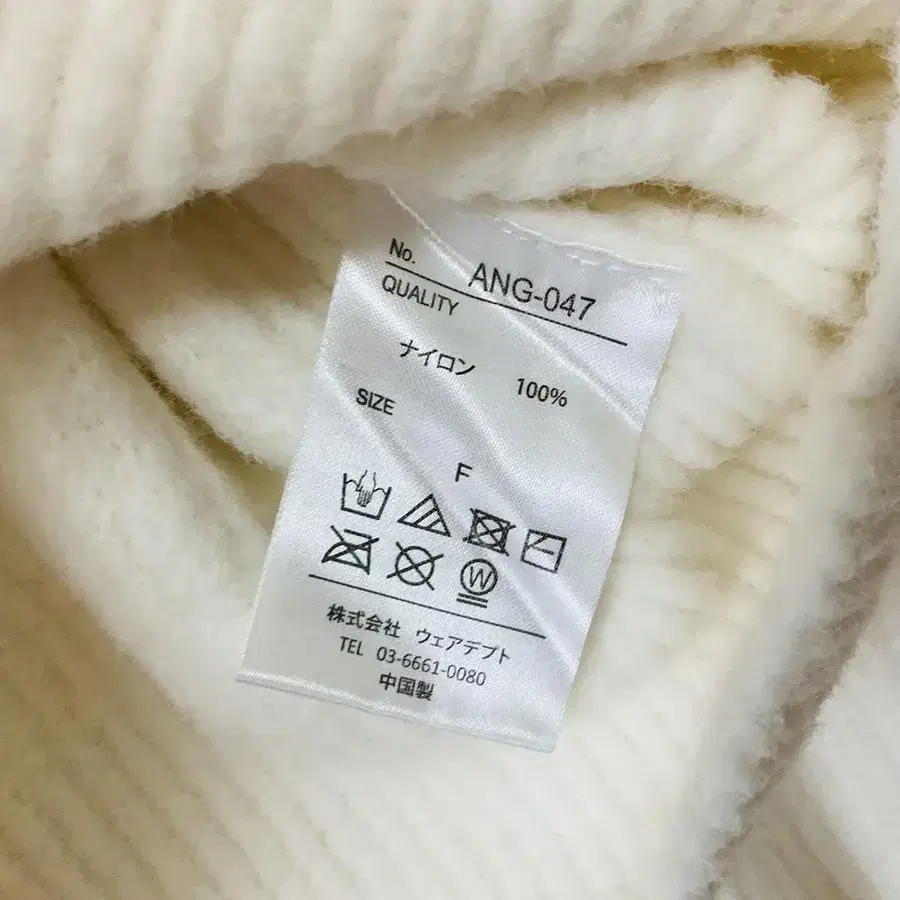 No. ANG-047
QUALITY
ナイロン 100%
SIZE
F
W
株式会社 ウェアデプト
TEL 03-6661-0080
中国製